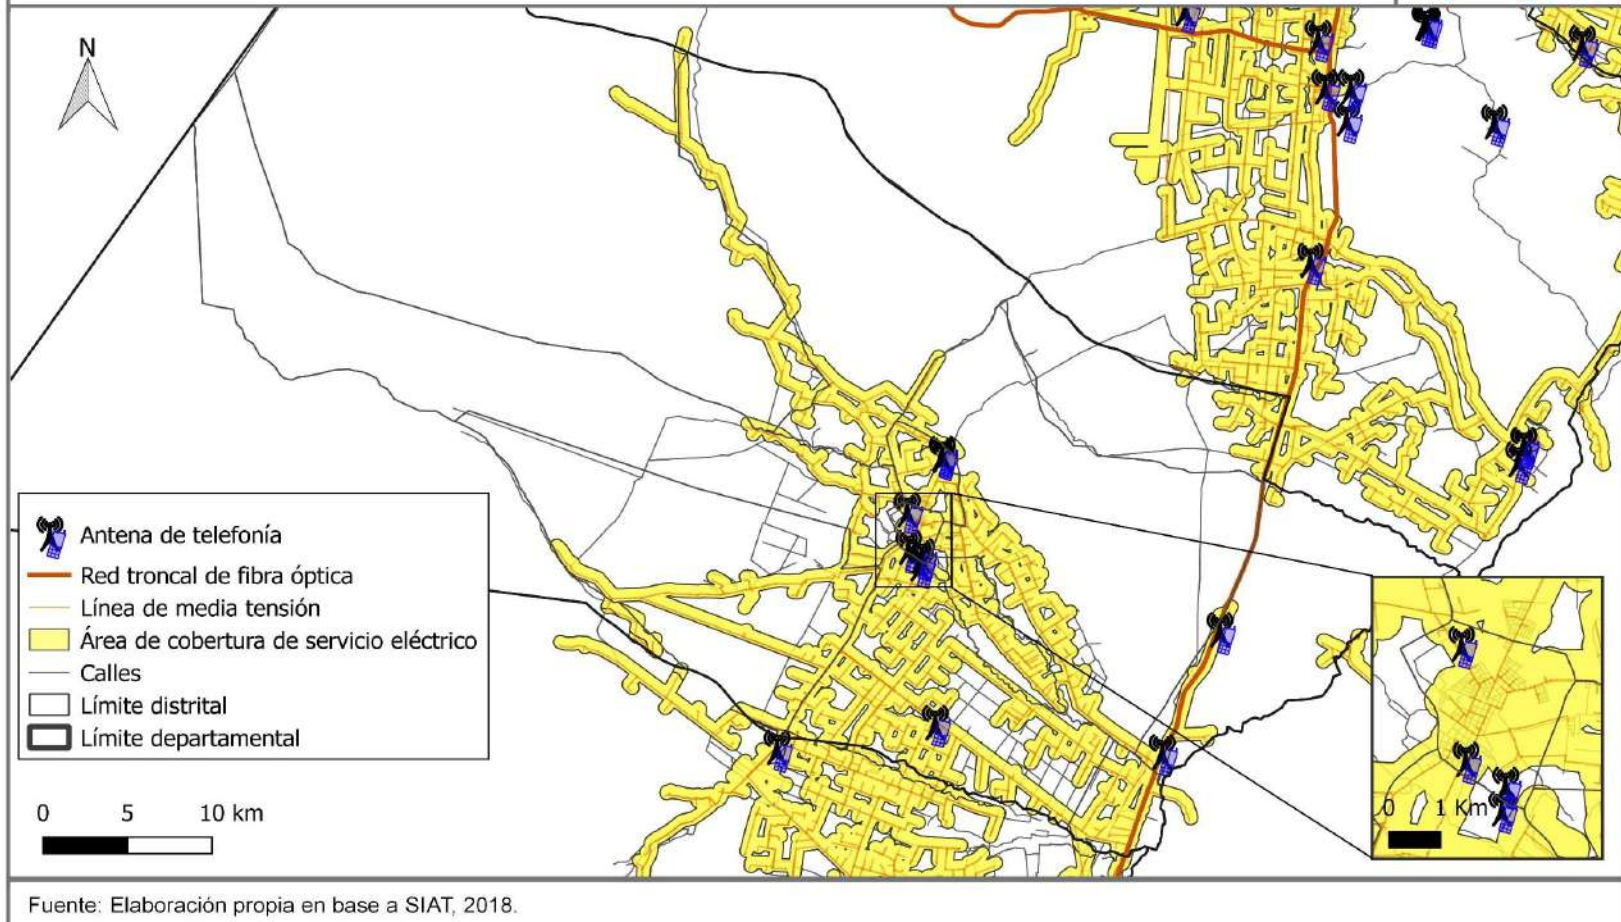 N
Antena de telefonía
Red troncal de fibra óptica
Línea de media tensión
Área de cobertura de servicio eléctrico
Calles
Límite distrital
Límite departamental
0 5 10 km
0 1 Km
Fuente: Elaboración propia en base a SIAT, 2018.